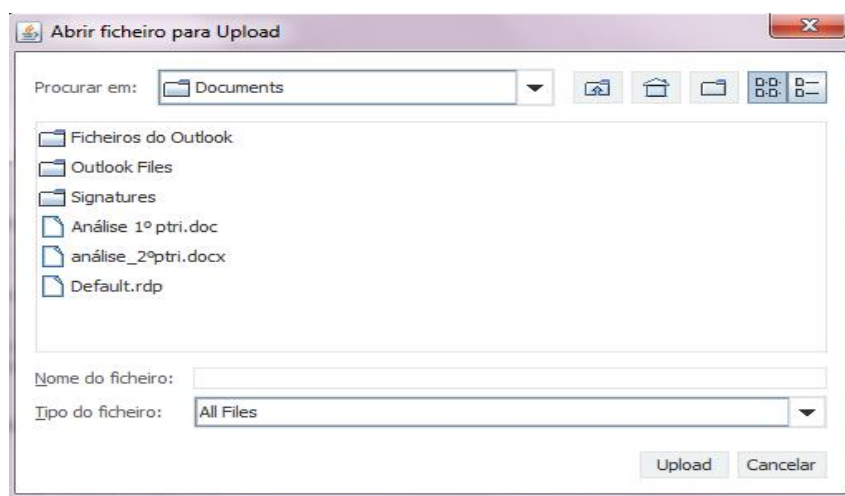 Abrir ficheiro para Upload
Procurar em: Documents
Ficheiros do Outlook
Outlook Files
Signatures
Análise 1º ptri.doc
análise_2ºptri.docx
Default.rdp
Nome do ficheiro:
Tipo do ficheiro: All Files
Upload Cancelar